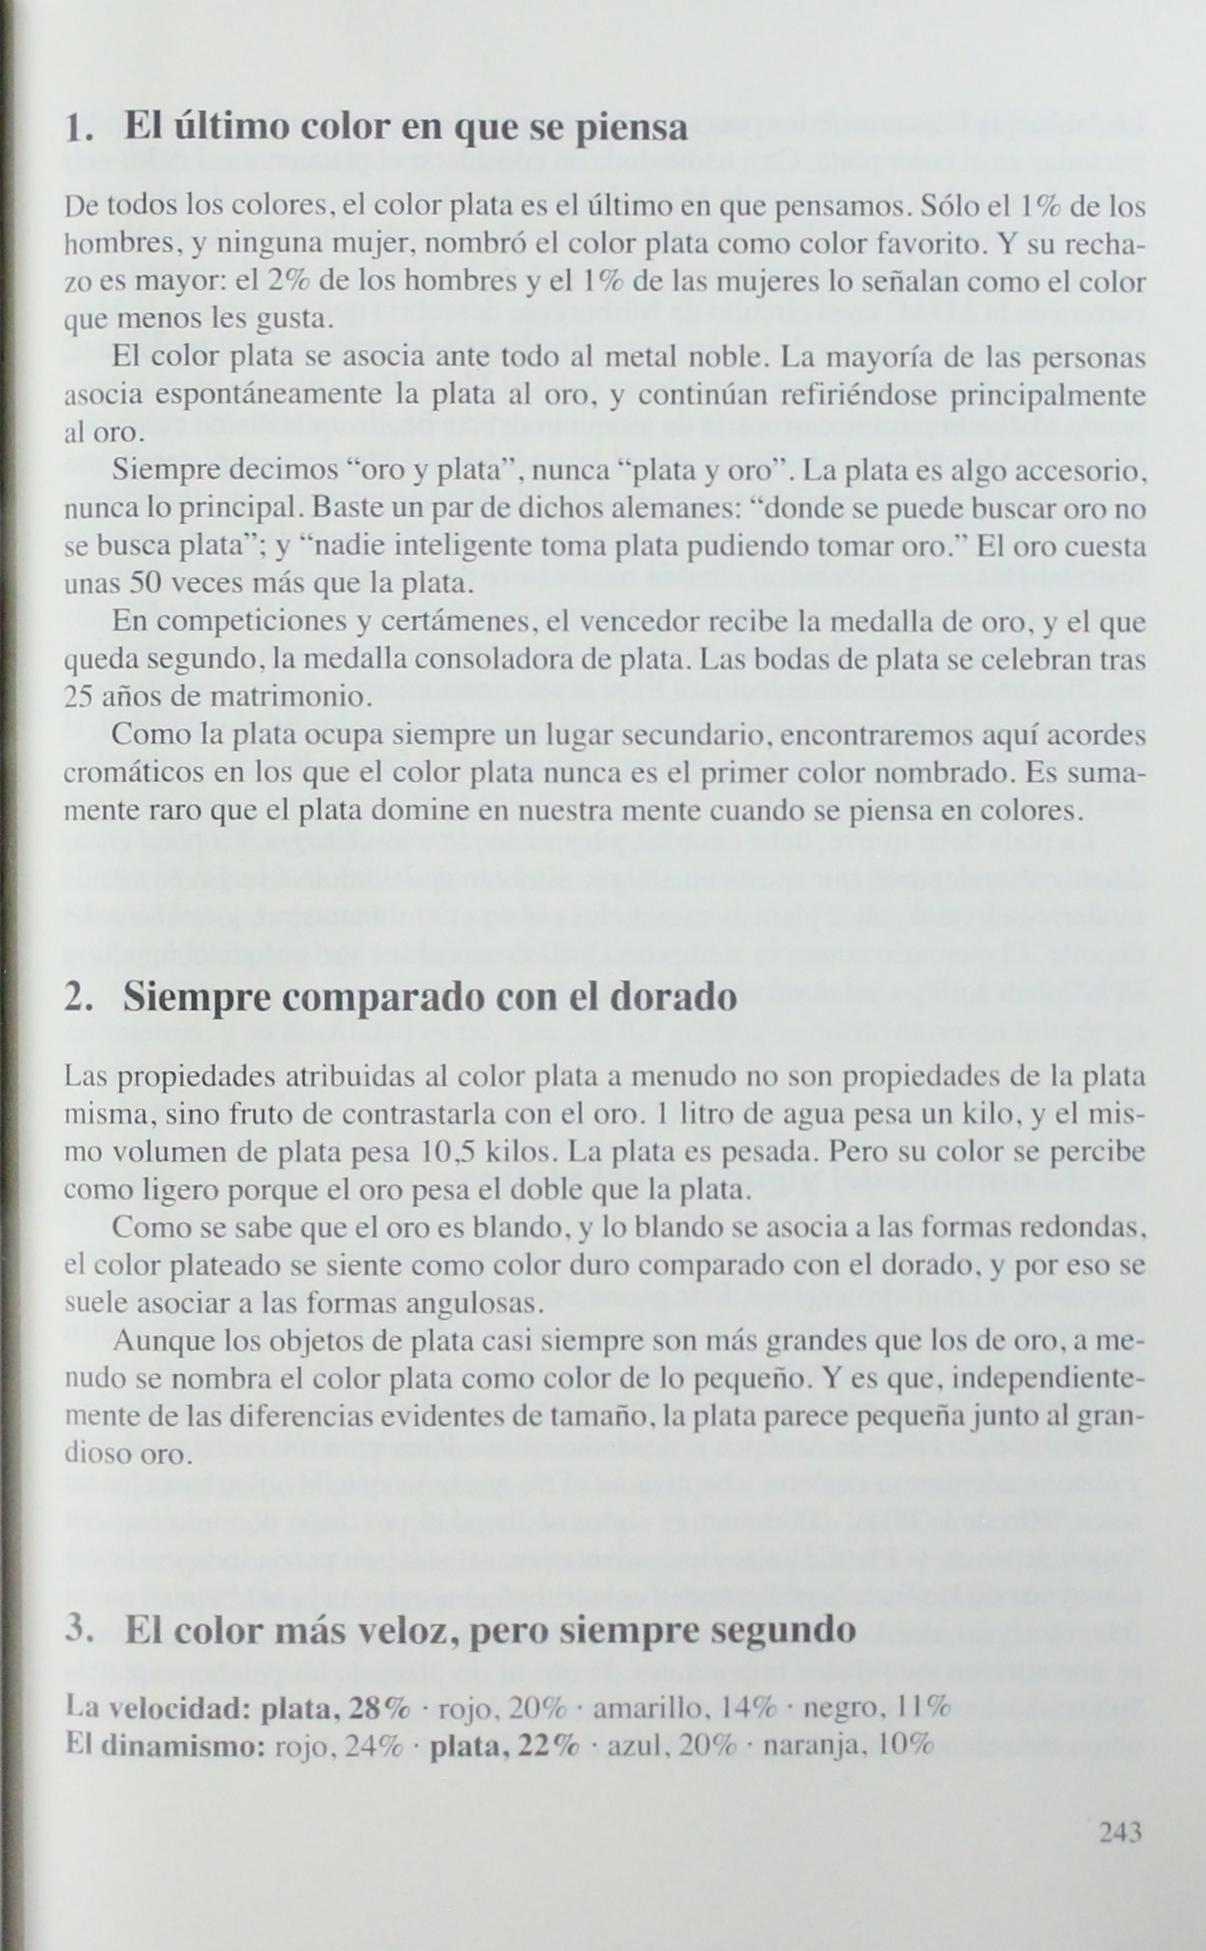 1. El último color en que se piensa
De todos los colores, el color plata es el último en que pensamos. Sólo el 1% de los
hombres, y ninguna mujer, nombró el color plata como color favorito. Y su recha-
zo es mayor: el 2% de los hombres y el 1% de las mujeres lo señalan como el color
que menos les gusta.
El color plata se asocia ante todo al metal noble. La mayoría de las personas
asocia espontáneamente la plata al oro, y continúan refiriéndose principalmente
al oro.
Siempre decimos “oro y plata”, nunca “plata y oro”. La plata es algo accesorio,
nunca lo principal. Baste un par de dichos alemanes: “donde se puede buscar oro no
se busca plata”; y “nadie inteligente toma plata pudiendo tomar oro.” El oro cuesta
unas 50 veces más que la plata.
En competiciones y certámenes, el vencedor recibe la medalla de oro, y el que
queda segundo, la medalla consoladora de plata. Las bodas de plata se celebran tras
25 años de matrimonio.
Como la plata ocupa siempre un lugar secundario, encontraremos aquí acordes
cromáticos en los que el color plata nunca es el primer color nombrado. Es suma-
mente raro que el plata domine en nuestra mente cuando se piensa en colores.
2. Siempre comparado con el dorado
Las propiedades atribuidas al color plata a menudo no son propiedades de la plata
misma, sino fruto de contrastarla con el oro. 1 litro de agua pesa un kilo, y el mis-
mo volumen de plata pesa 10,5 kilos. La plata es pesada. Pero su color se percibe
como ligero porque el oro pesa el doble que la plata.
Como se sabe que el oro es blando, y lo blando se asocia a las formas redondas,
el color plateado se siente como color duro comparado con el dorado, y por eso se
suele asociar a las formas angulosas.
Aunque los objetos de plata casi siempre son más grandes que los de oro, a me-
nudo se nombra el color plata como color de lo pequeño. Y es que, independiente-
mente de las diferencias evidentes de tamaño, la plata parece pequeña junto al gran-
dioso oro.
3. El color más veloz, pero siempre segundo
La velocidad: plata, 28% · rojo, 20% · amarillo, 14% · negro, 11%
El dinamismo: rojo, 24% · plata, 22% · azul, 20% · naranja, 10%
243